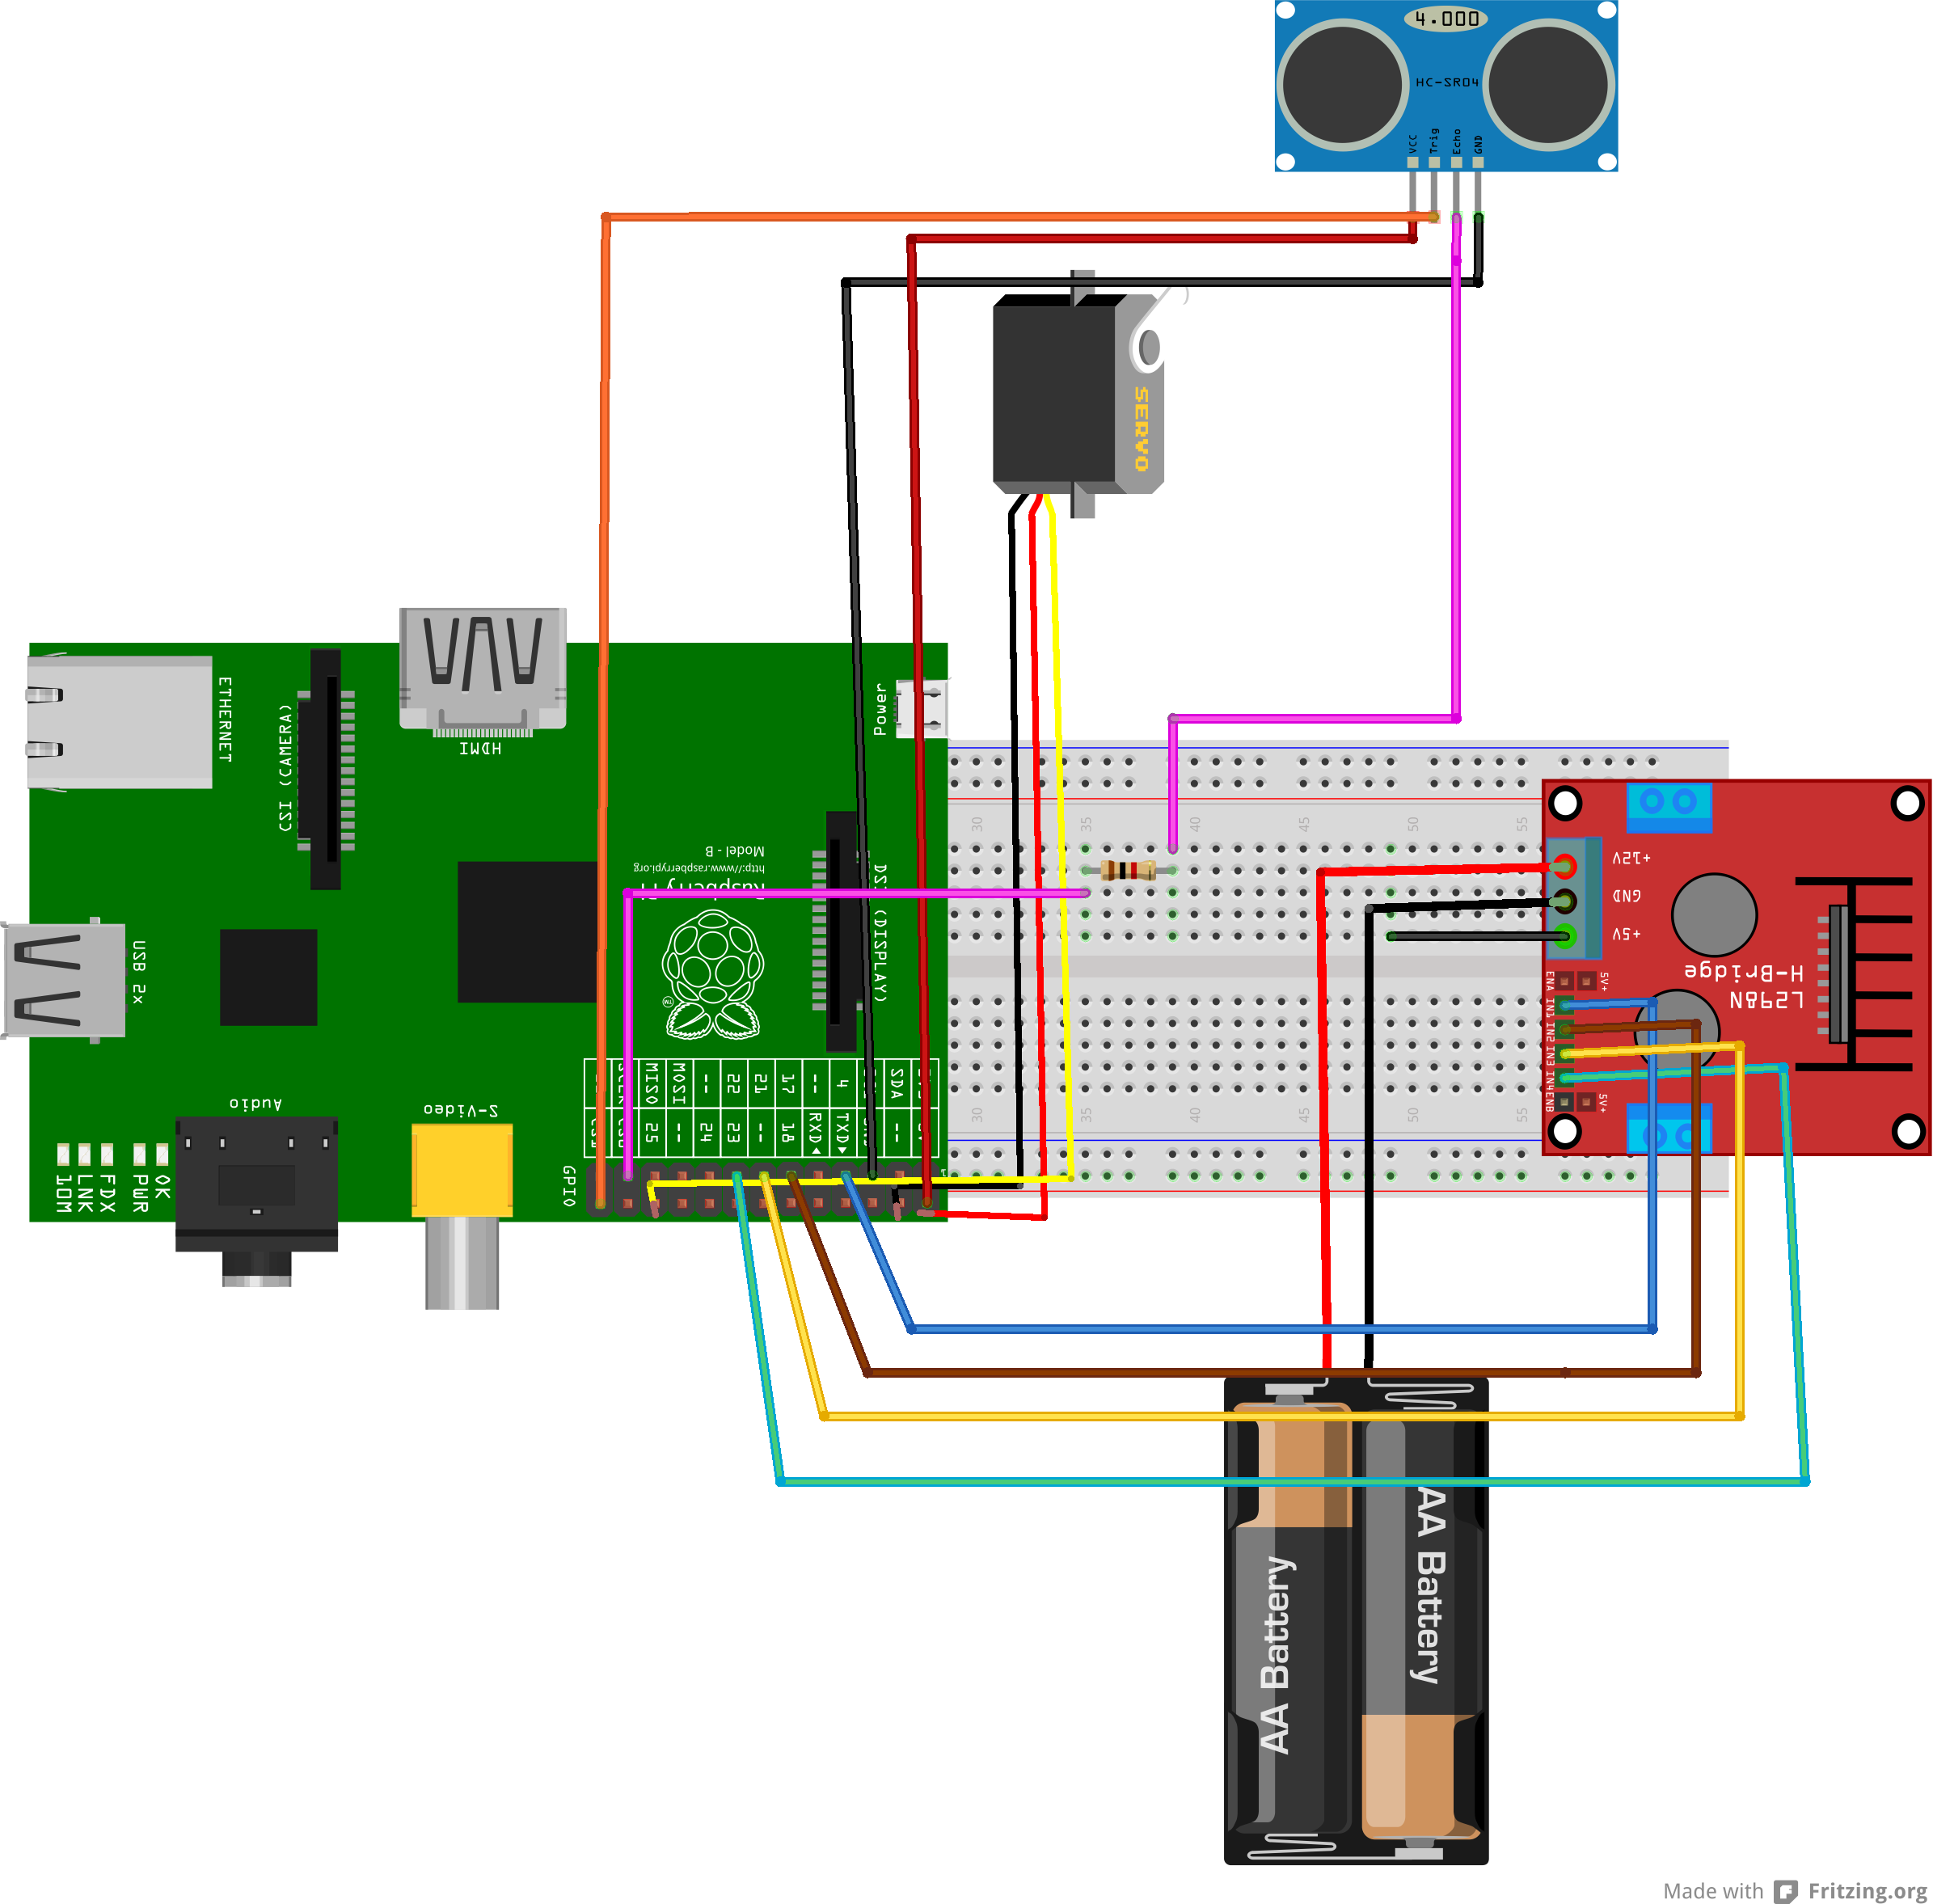 4.000
HC-SR04
VCC
Trig
Echo
GND
SERVO
ETHERNET
CSI (CAMERA)
HDMI
Power
Model - B
http://www.raspberrypi.org
(DISPLAY)
TM
USB 2x
Audio
S-Video
10M
LNK
FDX
PWR
OK
GPIO
MISO MOSI -- 22 21 17 -- 4 SDA
25 -- 24 23 -- 18 RXD TXD --
30 35 40 45 50 55
30 35 40 45 50 55
+12V
GND
+5V
H-Bridge
L298N
ENA
5V+
IN1
IN2
IN3
IN4
ENB
5V+
AA Battery
AA Battery
Made with Fritzing.org